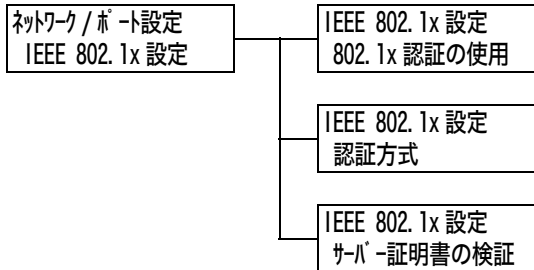 ﾈｯﾄﾜｰｸ / ﾎﾟｰﾄ設定
IEEE 802.1x 設定
IEEE 802.1x 設定
802.1x 認証の使用
IEEE 802.1x 設定
認証方式
IEEE 802.1x 設定
ｻｰﾊﾞｰ証明書の検証